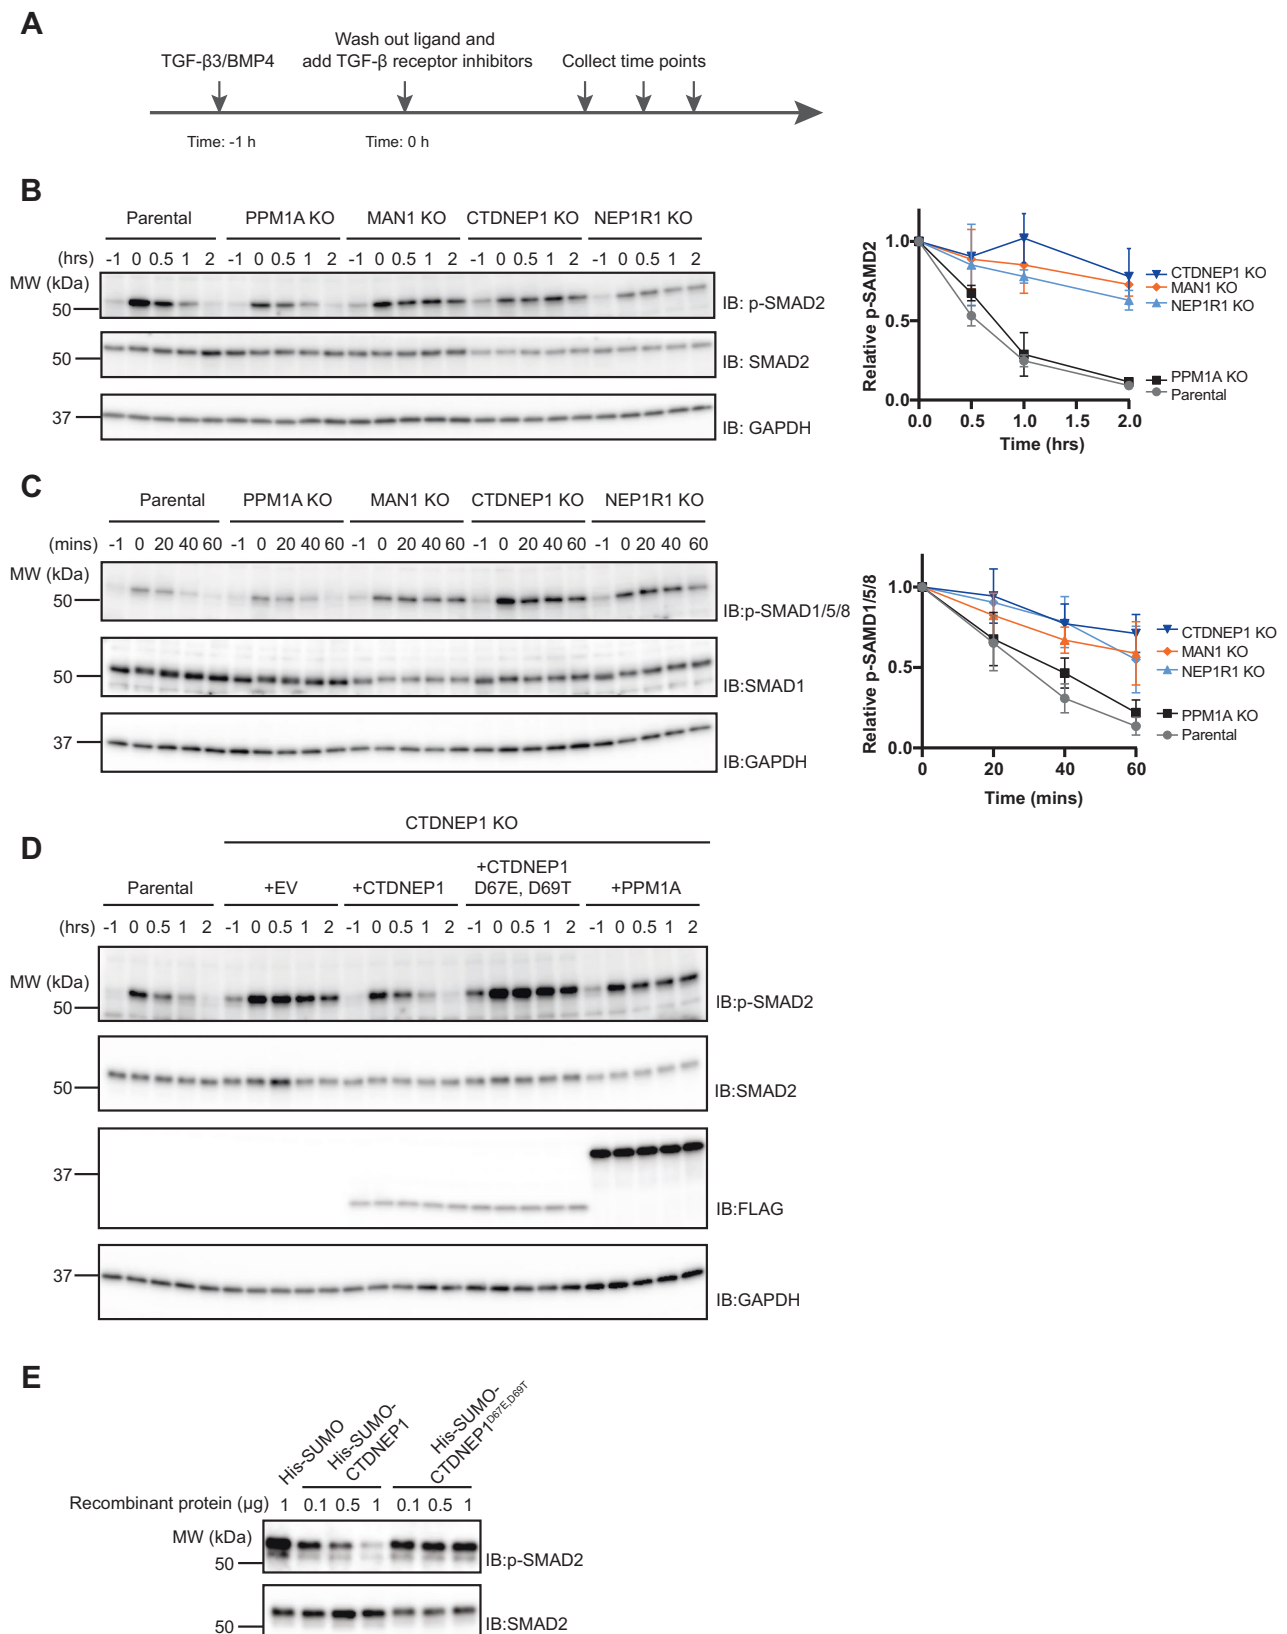 A
TGF-β3/BMP4
Wash out ligand and
add TGF-β receptor inhibitors
Collect time points
Time: -1 h
Time: 0 h
B
Parental PPM1A KO MAN1 KO CTDNEP1 KO NEP1R1 KO
(hrs) -1 0 0.5 1 2 -1 0 0.5 1 2 -1 0 0.5 1 2 -1 0 0.5 1 2 -1 0 0.5 1 2
MW (kDa)
50
IB: p-SMAD2
50
IB: SMAD2
37
IB: GAPDH
Relative p-SAMD2
1.0
0.5
0.0
0.0 0.5 1.0 1.5 2.0
Time (hrs)
CTDNEP1 KO
MAN1 KO
NEP1R1 KO
PPM1A KO
Parental
C
Parental PPM1A KO MAN1 KO CTDNEP1 KO NEP1R1 KO
(mins) -1 0 20 40 60 -1 0 20 40 60 -1 0 20 40 60 -1 0 20 40 60 -1 0 20 40 60
MW (kDa)
50
IB:p-SMAD1/5/8
50
IB:SMAD1
37
IB:GAPDH
Relative p-SAMD1/5/8
1.0
0.5
0.0
0 20 40 60
Time (mins)
CTDNEP1 KO
MAN1 KO
NEP1R1 KO
PPM1A KO
Parental
D
CTDNEP1 KO
Parental +EV +CTDNEP1 +CTDNEP1 D67E, D69T +PPM1A
(hrs) -1 0 0.5 1 2 -1 0 0.5 1 2 -1 0 0.5 1 2 -1 0 0.5 1 2 -1 0 0.5 1 2
MW (kDa)
50
IB:p-SMAD2
50
IB:SMAD2
37
IB:FLAG
37
IB:GAPDH
E
His-SUMO
His-SUMO-
CTDNEP1
His-SUMO-
CTDNEP1D67E,D69T
Recombinant protein (µg) 1 0.1 0.5 1 0.1 0.5 1
MW (kDa)
50
IB:p-SMAD2
50
IB:SMAD2